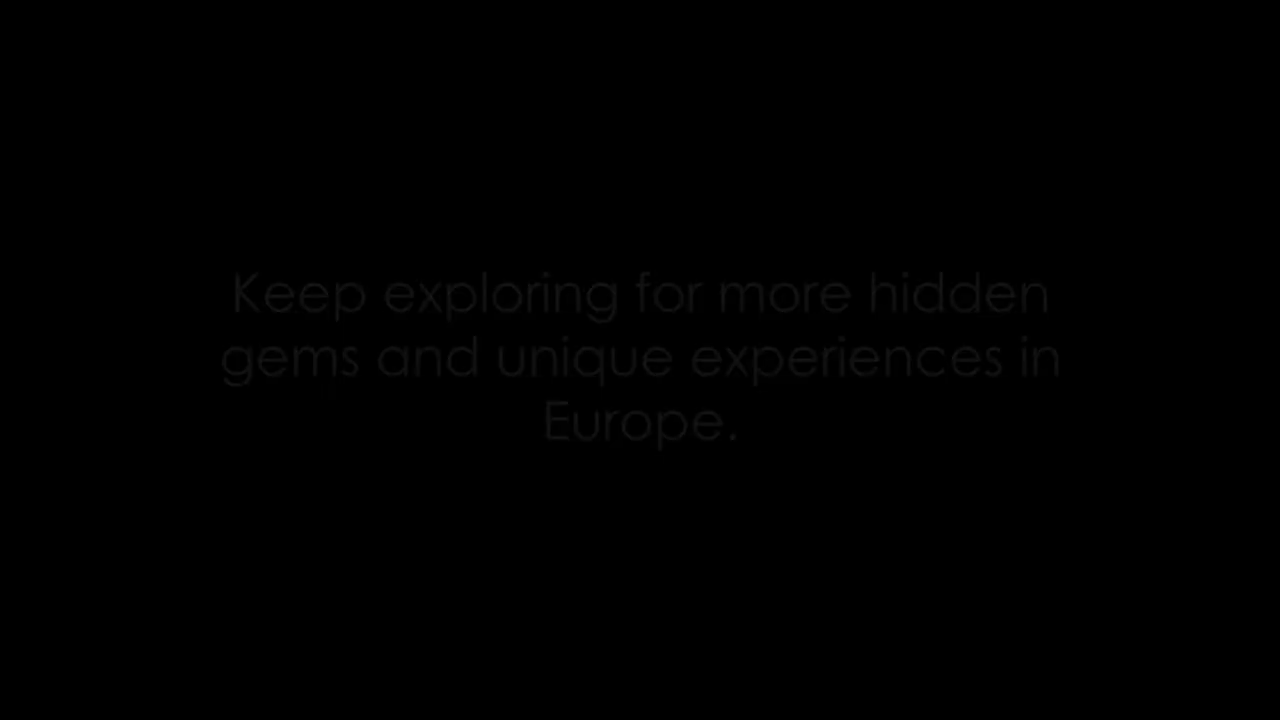 Keep exploring for more hidden
gems and unique experiences in
Europe.